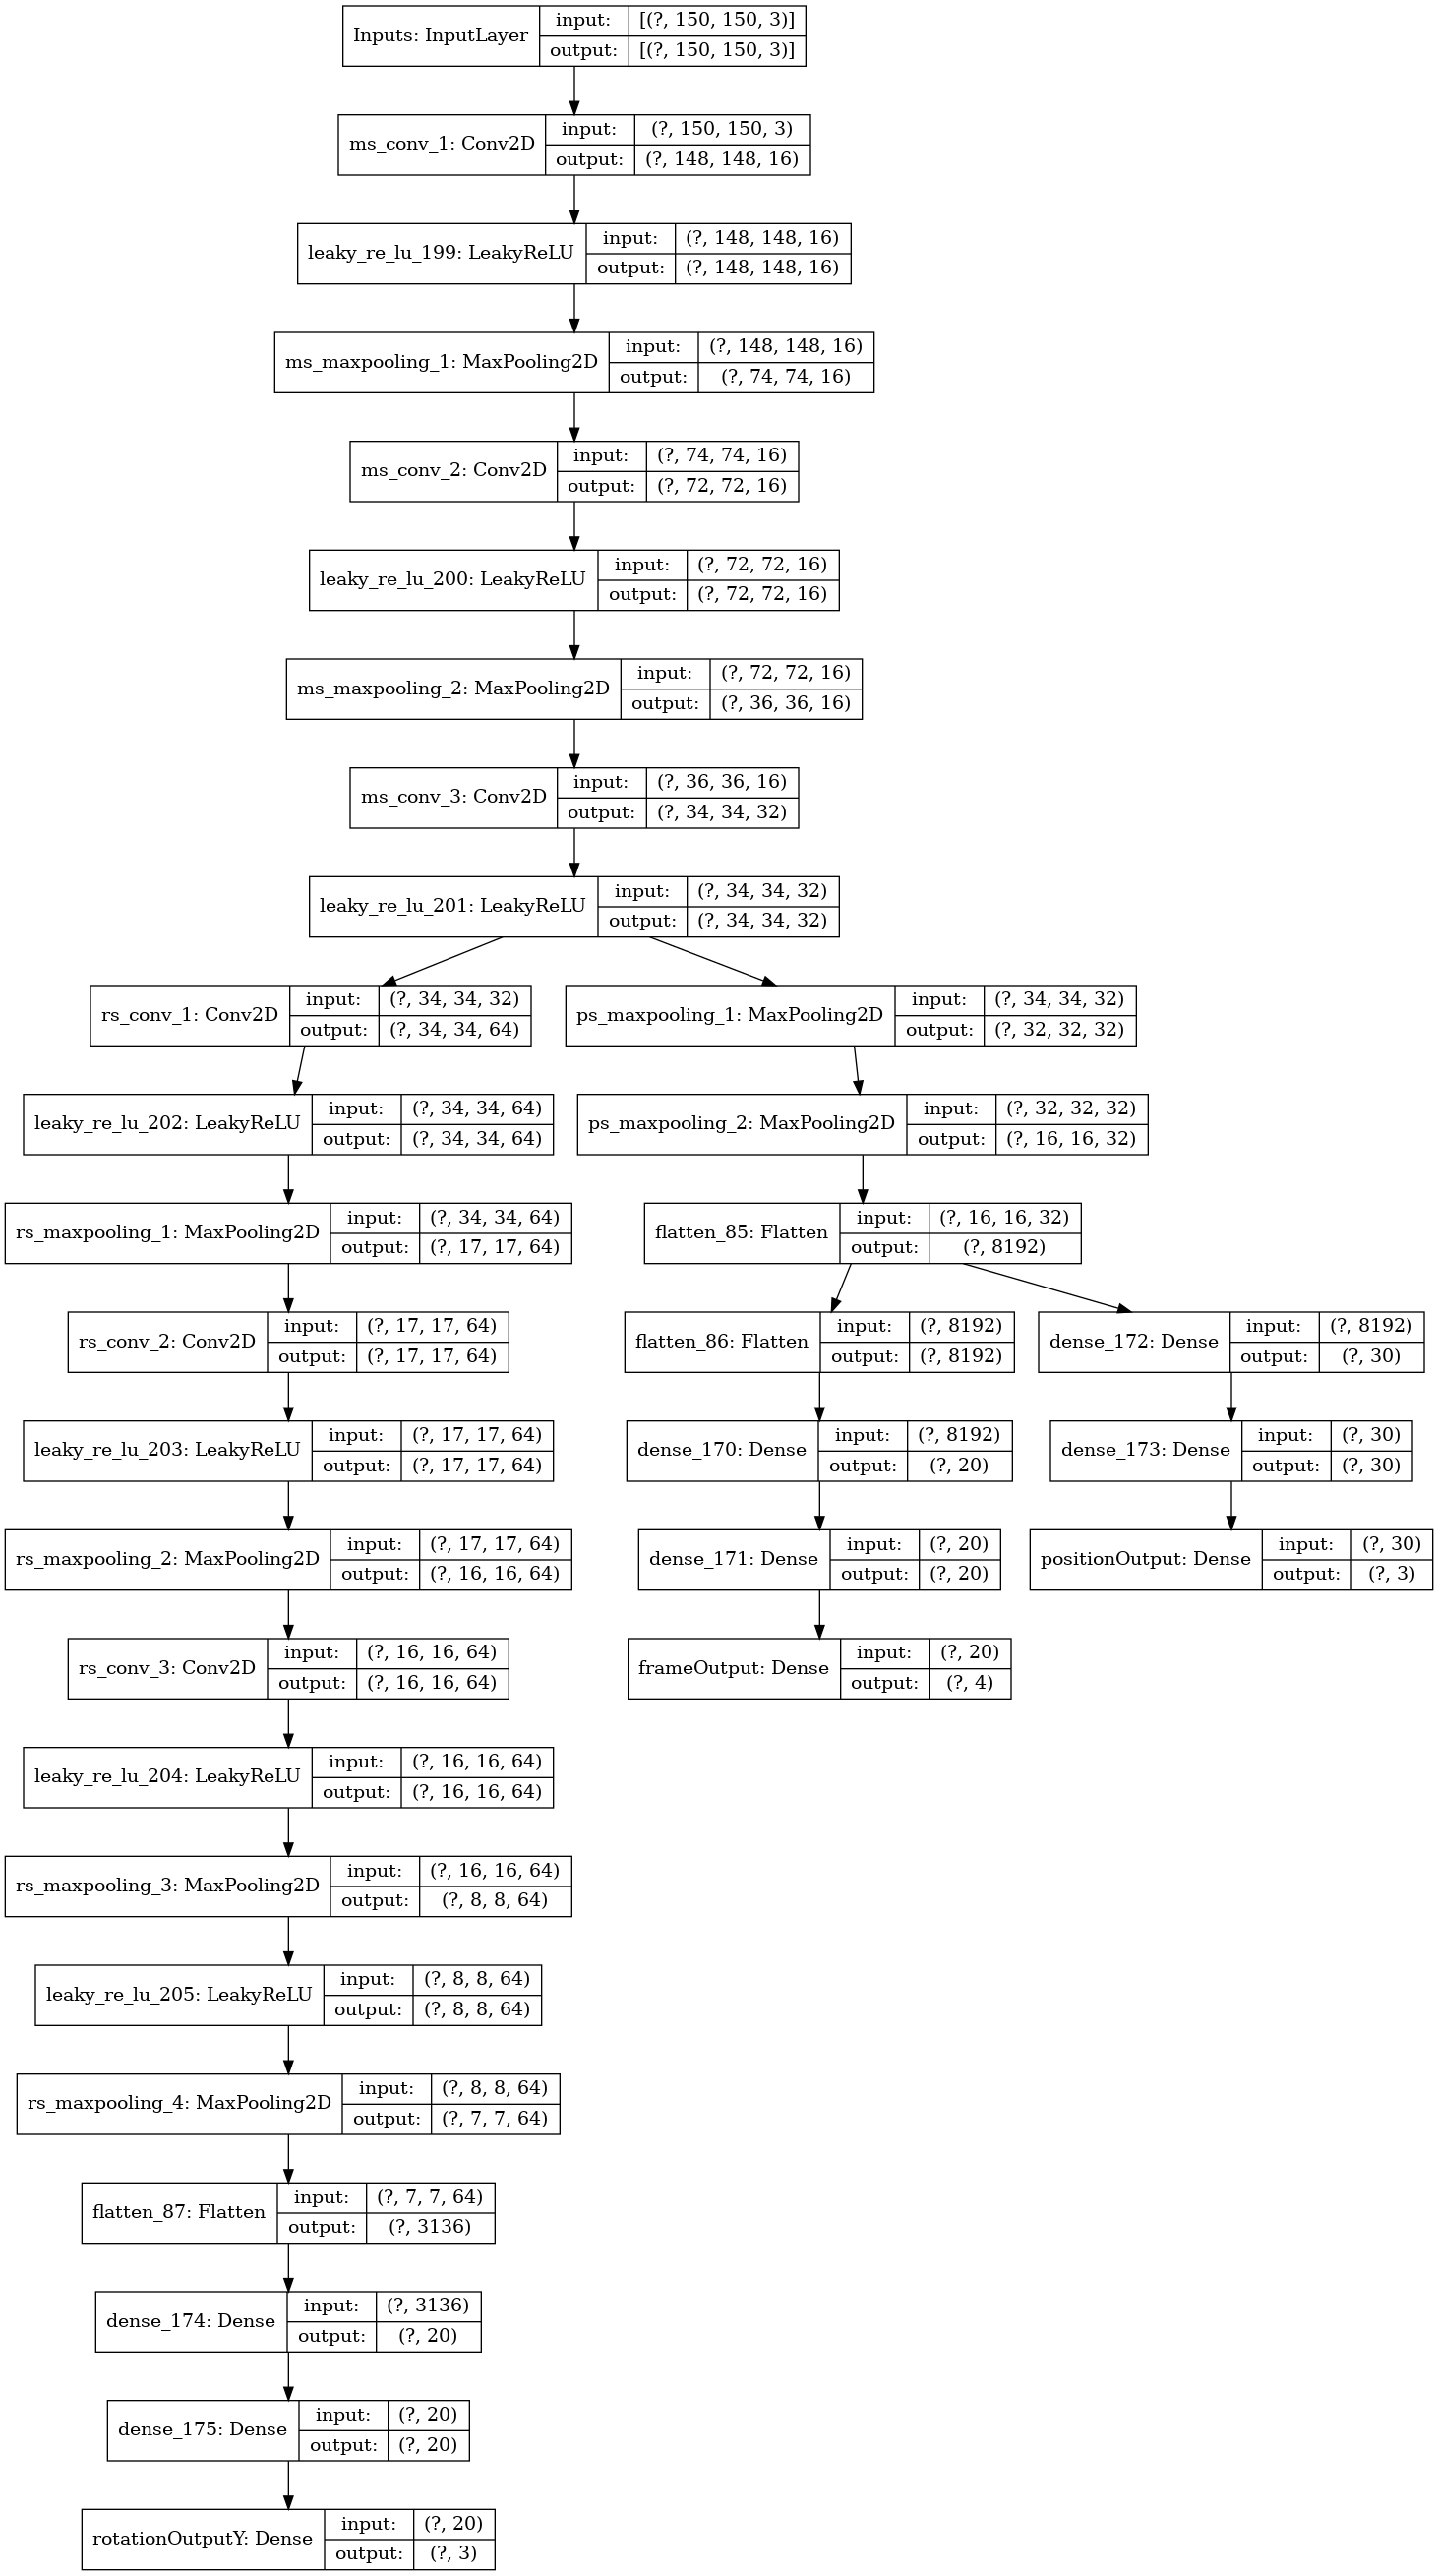 Inputs: InputLayer
input: [(?, 150, 150, 3)]
output: [(?, 150, 150, 3)]
ms_conv_1: Conv2D
input: (?, 150, 150, 3)
output: (?, 148, 148, 16)
leaky_re_lu_199: LeakyReLU
input: (?, 148, 148, 16)
output: (?, 148, 148, 16)
ms_maxpooling_1: MaxPooling2D
input: (?, 148, 148, 16)
output: (?, 74, 74, 16)
ms_conv_2: Conv2D
input: (?, 74, 74, 16)
output: (?, 72, 72, 16)
leaky_re_lu_200: LeakyReLU
input: (?, 72, 72, 16)
output: (?, 72, 72, 16)
ms_maxpooling_2: MaxPooling2D
input: (?, 72, 72, 16)
output: (?, 36, 36, 16)
ms_conv_3: Conv2D
input: (?, 36, 36, 16)
output: (?, 34, 34, 32)
leaky_re_lu_201: LeakyReLU
input: (?, 34, 34, 32)
output: (?, 34, 34, 32)
rs_conv_1: Conv2D
input: (?, 34, 34, 32)
output: (?, 34, 34, 64)
ps_maxpooling_1: MaxPooling2D
input: (?, 34, 34, 32)
output: (?, 32, 32, 32)
leaky_re_lu_202: LeakyReLU
input: (?, 34, 34, 64)
output: (?, 34, 34, 64)
ps_maxpooling_2: MaxPooling2D
input: (?, 32, 32, 32)
output: (?, 16, 16, 32)
rs_maxpooling_1: MaxPooling2D
input: (?, 34, 34, 64)
output: (?, 17, 17, 64)
flatten_85: Flatten
input: (?, 16, 16, 32)
output: (?, 8192)
rs_conv_2: Conv2D
input: (?, 17, 17, 64)
output: (?, 17, 17, 64)
flatten_86: Flatten
input: (?, 8192)
output: (?, 8192)
dense_172: Dense
input: (?, 8192)
output: (?, 30)
leaky_re_lu_203: LeakyReLU
input: (?, 17, 17, 64)
output: (?, 17, 17, 64)
dense_170: Dense
input: (?, 8192)
output: (?, 20)
dense_173: Dense
input: (?, 30)
output: (?, 30)
rs_maxpooling_2: MaxPooling2D
input: (?, 17, 17, 64)
output: (?, 16, 16, 64)
dense_171: Dense
input: (?, 20)
output: (?, 20)
positionOutput: Dense
input: (?, 30)
output: (?, 3)
rs_conv_3: Conv2D
input: (?, 16, 16, 64)
output: (?, 16, 16, 64)
frameOutput: Dense
input: (?, 20)
output: (?, 4)
leaky_re_lu_204: LeakyReLU
input: (?, 16, 16, 64)
output: (?, 16, 16, 64)
rs_maxpooling_3: MaxPooling2D
input: (?, 16, 16, 64)
output: (?, 8, 8, 64)
leaky_re_lu_205: LeakyReLU
input: (?, 8, 8, 64)
output: (?, 8, 8, 64)
rs_maxpooling_4: MaxPooling2D
input: (?, 8, 8, 64)
output: (?, 7, 7, 64)
flatten_87: Flatten
input: (?, 7, 7, 64)
output: (?, 3136)
dense_174: Dense
input: (?, 3136)
output: (?, 20)
dense_175: Dense
input: (?, 20)
output: (?, 20)
rotationOutputY: Dense
input: (?, 20)
output: (?, 3)